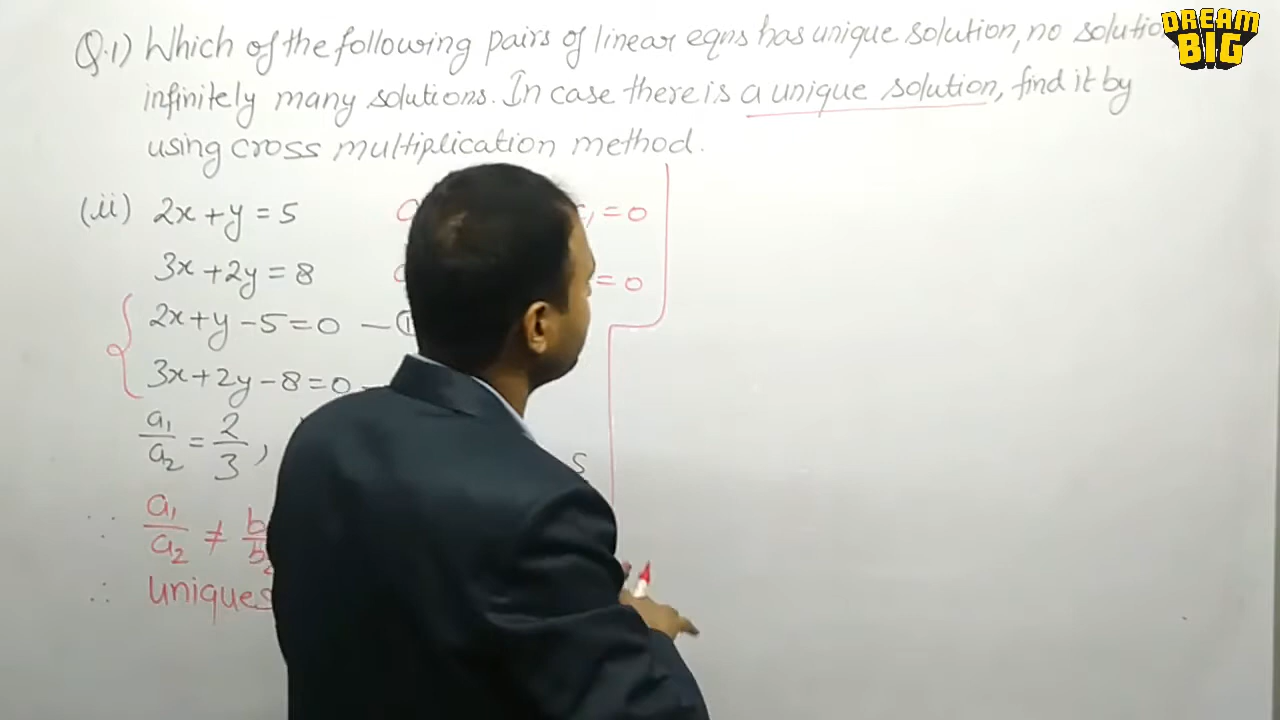 Q.1) Which of the following pairs of linear eqns has unique solution, no solutio
infinitely many solutions. In case there is a unique solution, find it by
using cross multiplication method.
(ii) 2x+y=5
=0
3x+2y=8
=0
2x+y-5=0 —①
3x+2y-8=0
a₁/a₂ = 2/3,
∵ a₁/a₂ ≠ b/b₂
∴ unique
DREAM
BIG